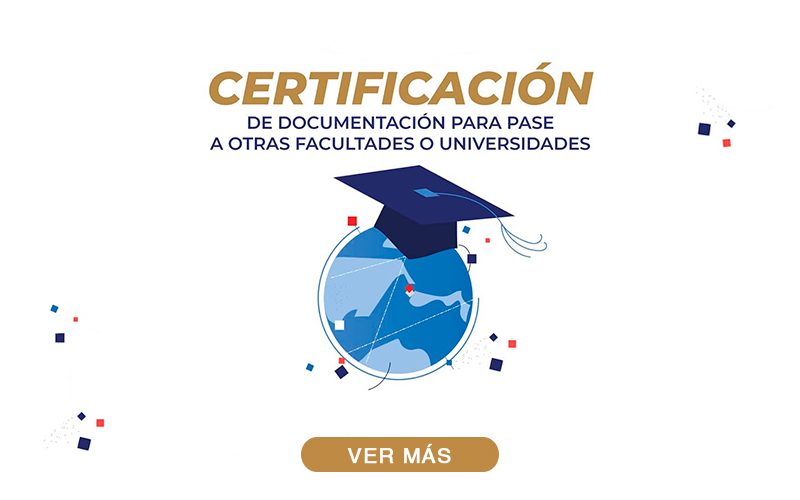 CERTIFICACIÓN
DE DOCUMENTACIÓN PARA PASE
A OTRAS FACULTADES O UNIVERSIDADES
VER MÁS